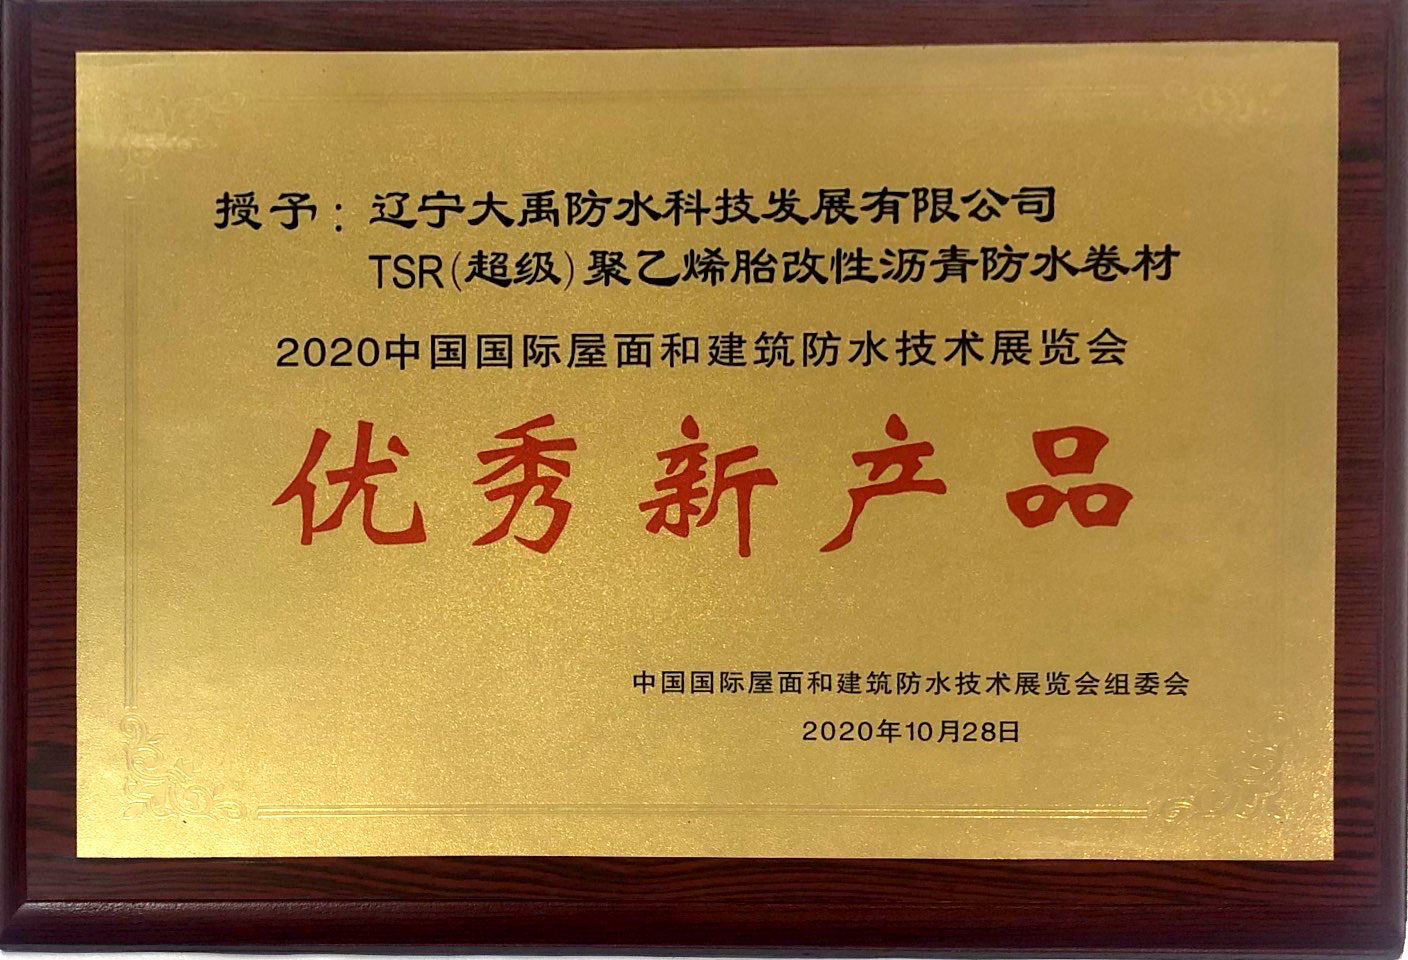 授予：辽宁大禹防水科技发展有限公司
TSR(超级)聚乙烯胎改性沥青防水卷材
2020中国国际屋面和建筑防水技术展览会
优秀新产品
中国国际屋面和建筑防水技术展览会组委会
2020年10月28日